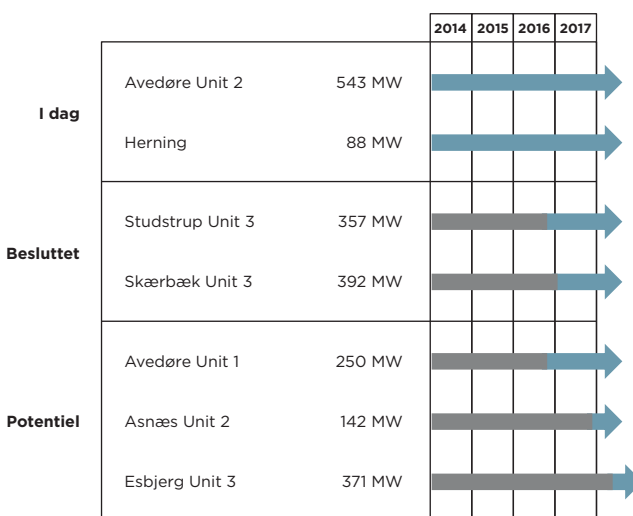 2014 2015 2016 2017
I dag
Avedøre Unit 2 543 MW
Herning 88 MW
Besluttet
Studstrup Unit 3 357 MW
Skærbæk Unit 3 392 MW
Potentiel
Avedøre Unit 1 250 MW
Asnæs Unit 2 142 MW
Esbjerg Unit 3 371 MW